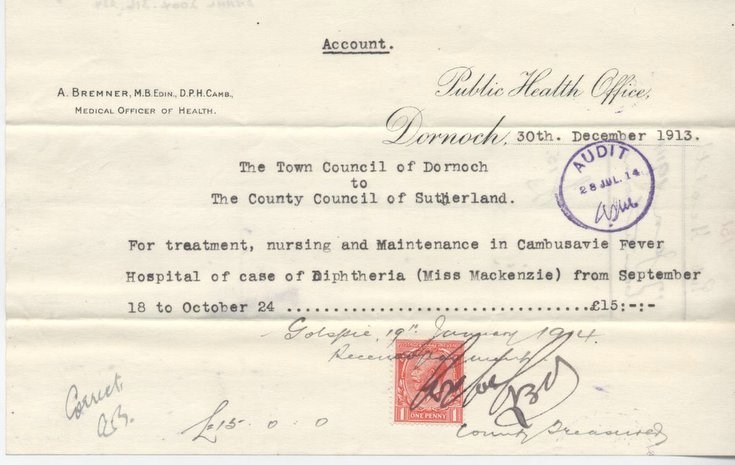 Account.
A. BREMNER, M.B. EDIN., D.P.H. CAMB.,
MEDICAL OFFICER OF HEALTH.
Public Health Office,
Dornoch, 30th. December 1913.
AUDIT
28 JUL. 14
The Town Council of Dornoch
to
The County Council of Sutherland.
For treatment, nursing and Maintenance in Cambusavie Fever
Hospital of case of Diphtheria (Miss Mackenzie) from September
18 to October 24 ..................................£15:-:-
Golspie, 19th January 1914.
Received payment
1 ONE PENNY 1
Correct
£15 . 0 . 0
County Treasurer